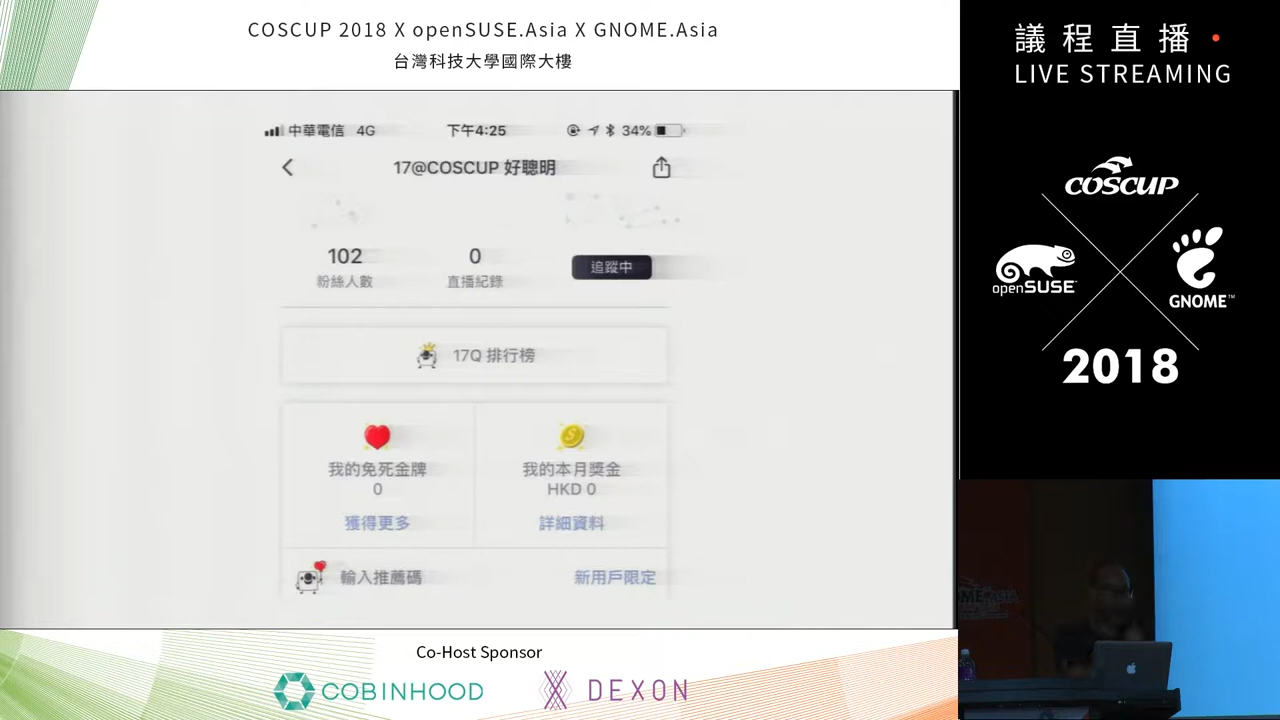 COSCUP 2018 X openSUSE.Asia X GNOME.Asia
台灣科技大學國際大樓
議程直播
LIVE STREAMING
中華電信 4G 下午4:25 34%
17@COSCUP 好聰明
102
粉絲人數
0
直播紀錄
追蹤中
17Q 排行榜
我的免死金牌
0
獲得更多
我的本月獎金
HKD 0
詳細資料
輸入推薦碼
新用戶限定
COSCUP
openSUSE
GNOME™
2018
Co-Host Sponsor
COBINHOOD
DEXON